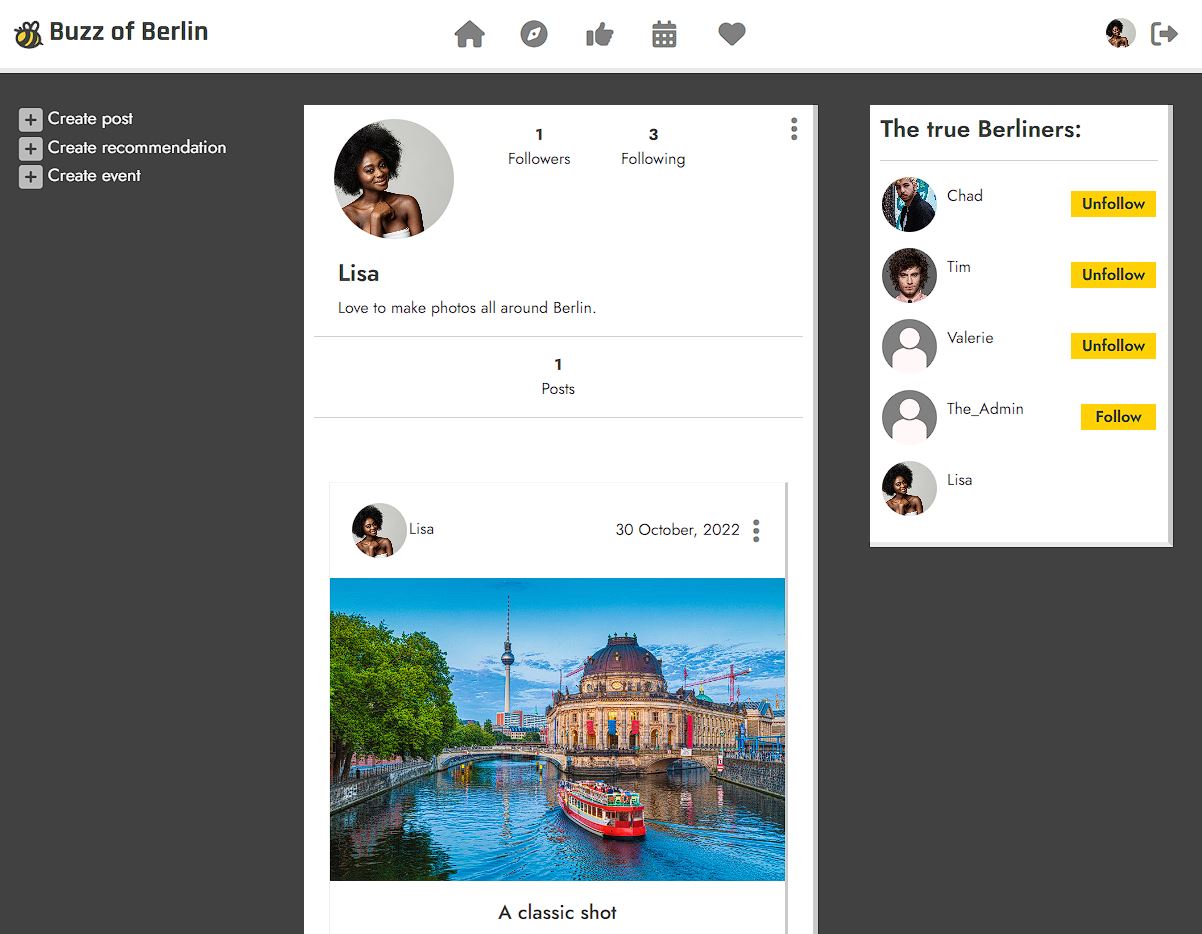 Buzz of Berlin
Create post
Create recommendation
Create event
1
Followers
3
Following
Lisa
Love to make photos all around Berlin.
1
Posts
Lisa
30 October, 2022
A classic shot
The true Berliners:
Chad
Unfollow
Tim
Unfollow
Valerie
Unfollow
The_Admin
Follow
Lisa